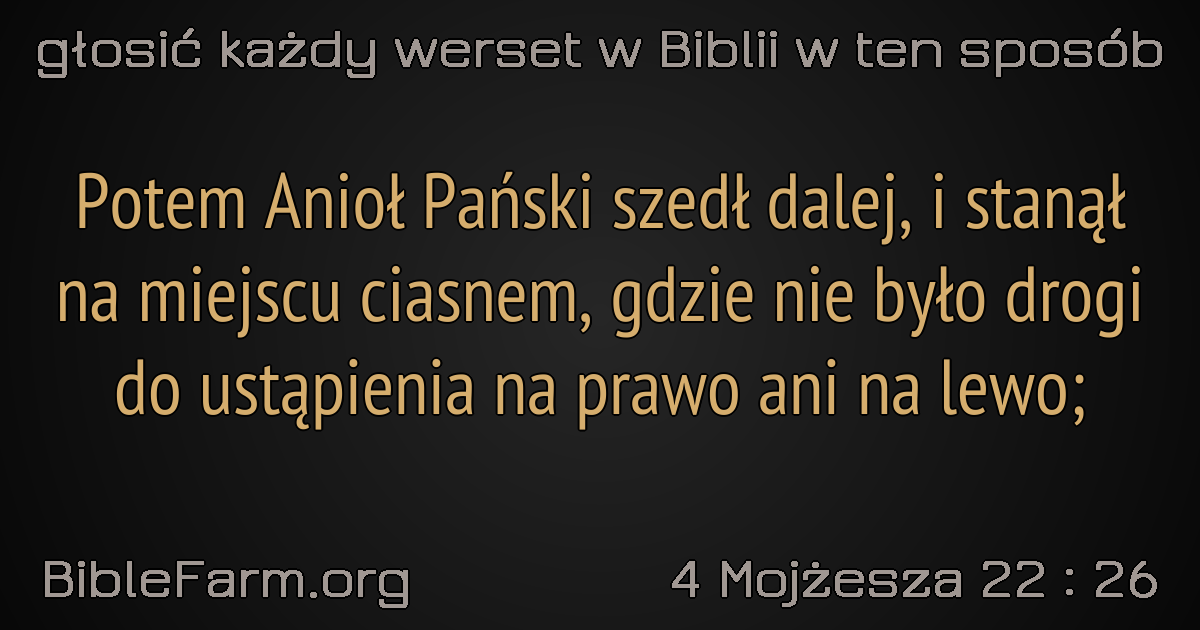 głosić każdy werset w Biblii w ten sposób
Potem Anioł Pański szedł dalej, i stanął
na miejscu ciasnem, gdzie nie było drogi
do ustąpienia na prawo ani na lewo;
BibleFarm.org
4 Mojżesza 22 : 26